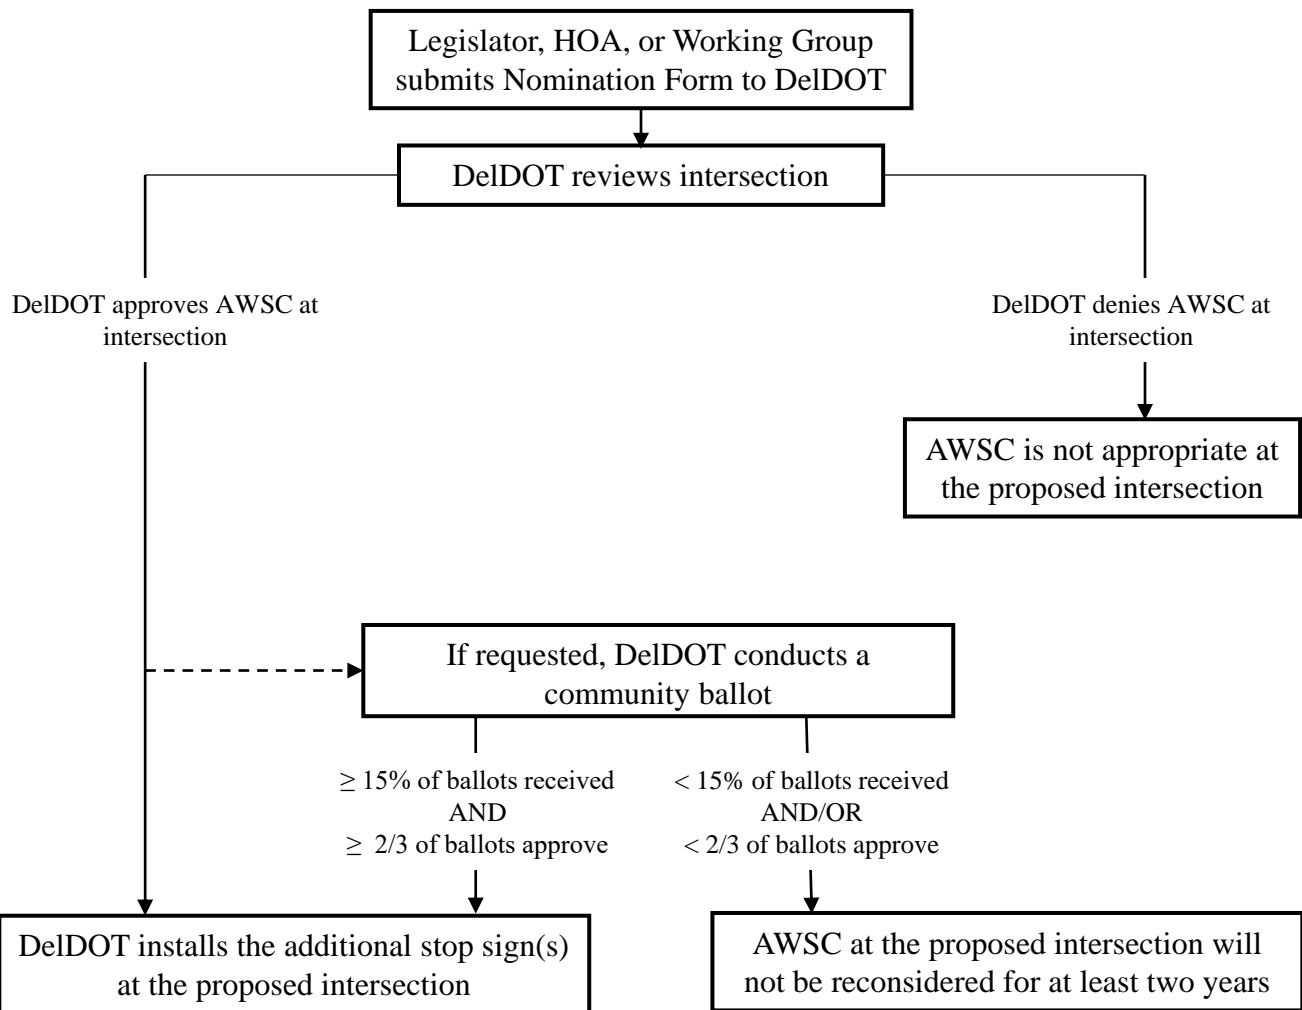 Legislator, HOA, or Working Group
submits Nomination Form to DelDOT
DelDOT reviews intersection
DelDOT approves AWSC at
intersection
DelDOT denies AWSC at
intersection
AWSC is not appropriate at
the proposed intersection
If requested, DelDOT conducts a
community ballot
≥ 15% of ballots received
AND
≥ 2/3 of ballots approve
< 15% of ballots received
AND/OR
< 2/3 of ballots approve
DelDOT installs the additional stop sign(s)
at the proposed intersection
AWSC at the proposed intersection will
not be reconsidered for at least two years